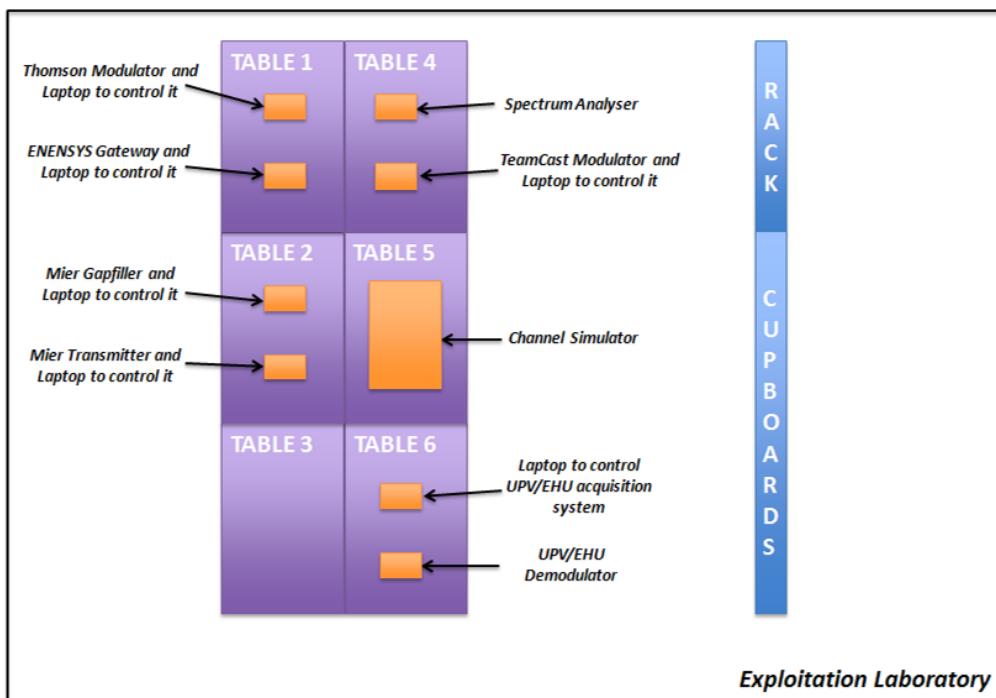 TABLE 1
TABLE 4
Thomson Modulator and
Laptop to control it
Spectrum Analyser
ENENSYS Gateway and
Laptop to control it
TeamCast Modulator and
Laptop to control it
RACK
TABLE 2
TABLE 5
Mier Gapfiller and
Laptop to control it
Channel Simulator
Mier Transmitter and
Laptop to control it
CUPBOARDS
TABLE 3
TABLE 6
Laptop to control
UPV/EHU acquisition
system
UPV/EHU
Demodulator
Exploitation Laboratory